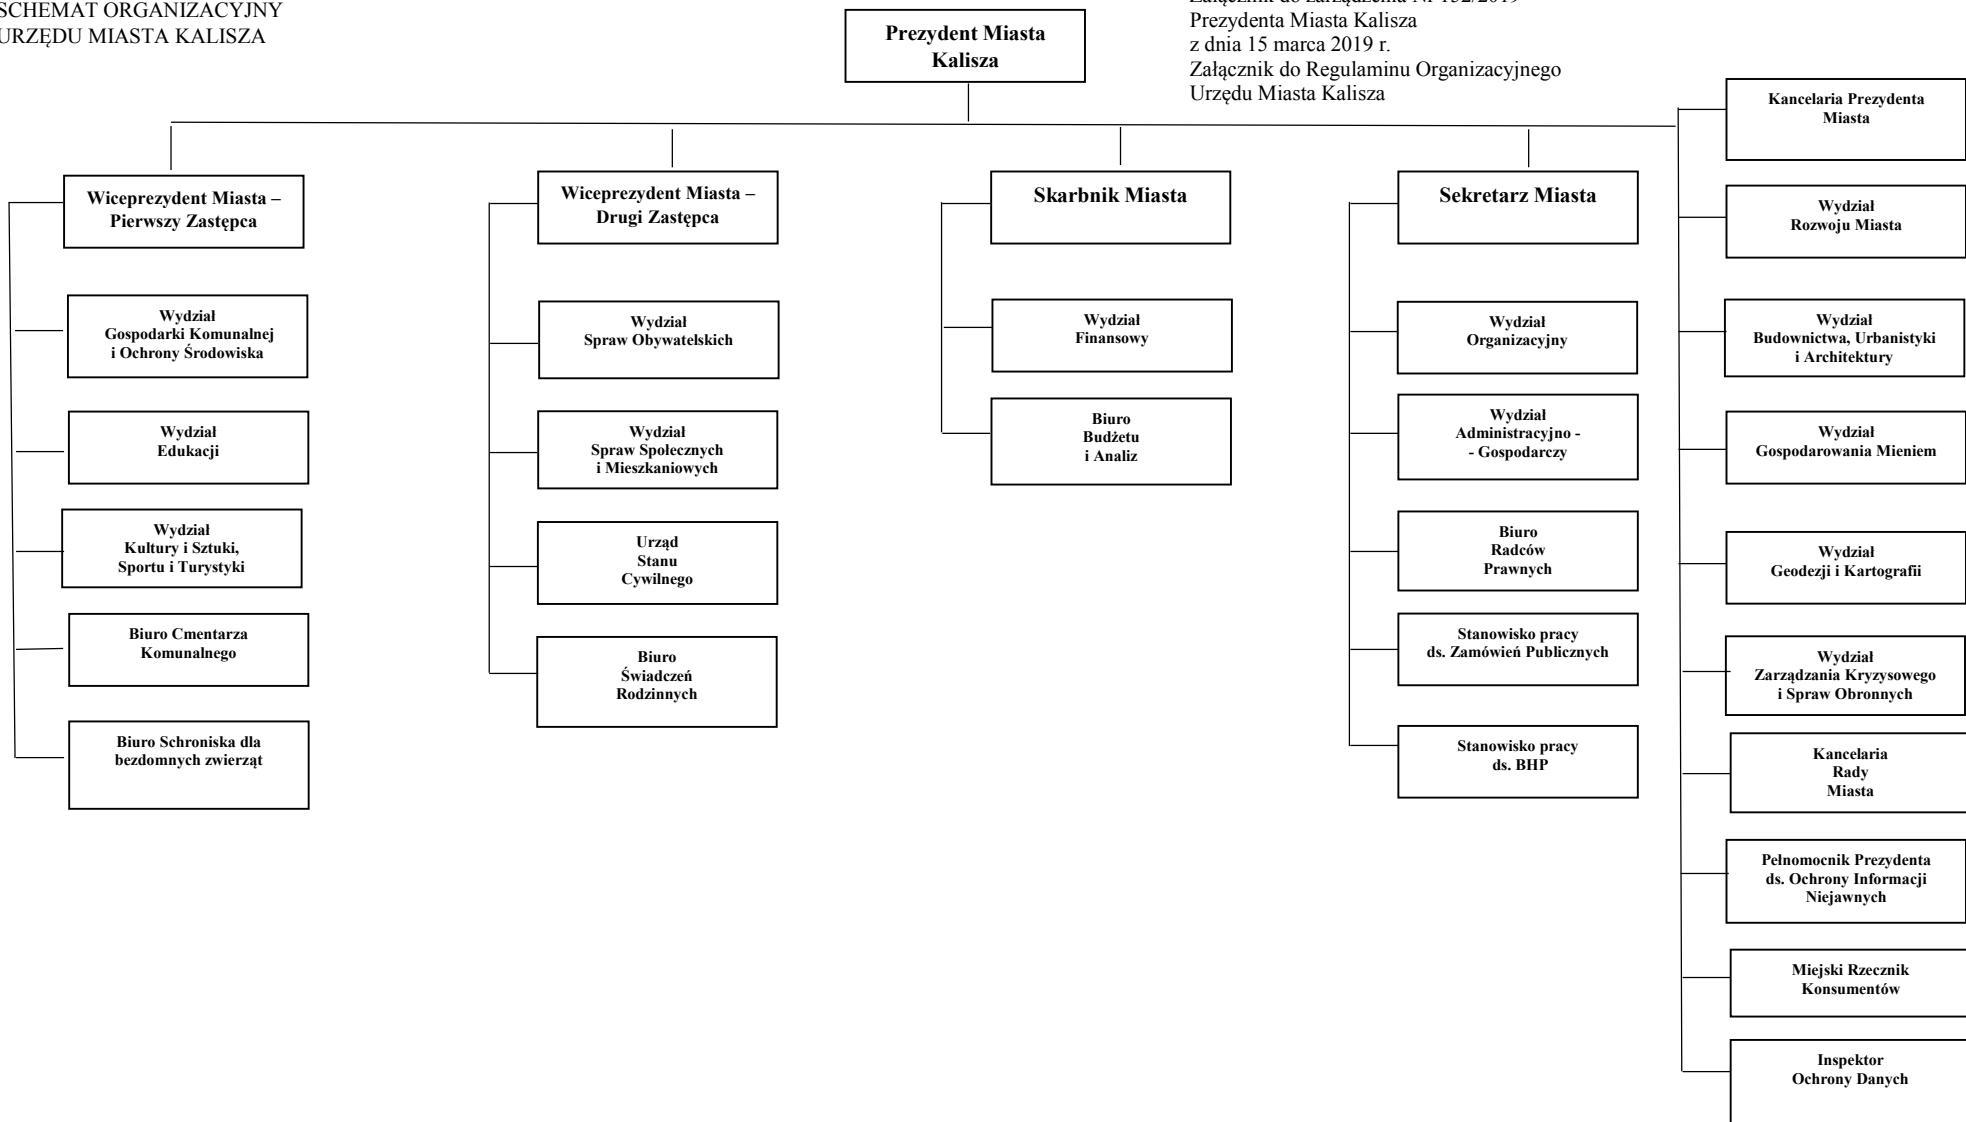 SCHEMAT ORGANIZACYJNY
URZĘDU MIASTA KALISZA
Załącznik do zarządzenia Nr 152/2019
Prezydenta Miasta Kalisza
z dnia 15 marca 2019 r.
Załącznik do Regulaminu Organizacyjnego
Urzędu Miasta Kalisza
Prezydent Miasta
Kalisza
Wiceprezydent Miasta –
Pierwszy Zastępca
Wydział
Gospodarki Komunalnej
i Ochrony Środowiska
Wydział
Edukacji
Wydział
Kultury i Sztuki,
Sportu i Turystyki
Biuro Cmentarza
Komunalnego
Biuro Schroniska dla
bezdomnych zwierząt
Wiceprezydent Miasta –
Drugi Zastępca
Wydział
Spraw Obywatelskich
Wydział
Spraw Społecznych
i Mieszkaniowych
Urząd
Stanu
Cywilnego
Biuro
Świadczeń
Rodzinnych
Skarbnik Miasta
Wydział
Finansowy
Biuro
Budżetu
i Analiz
Sekretarz Miasta
Wydział
Organizacyjny
Wydział
Administracyjno -
- Gospodarczy
Biuro
Radców
Prawnych
Stanowisko pracy
ds. Zamówień Publicznych
Stanowisko pracy
ds. BHP
Kancelaria Prezydenta
Miasta
Wydział
Rozwoju Miasta
Wydział
Budownictwa, Urbanistyki
i Architektury
Wydział
Gospodarowania Mieniem
Wydział
Geodezji i Kartografii
Wydział
Zarządzania Kryzysowego
i Spraw Obronnych
Kancelaria
Rady
Miasta
Pełnomocnik Prezydenta
ds. Ochrony Informacji
Niejawnych
Miejski Rzecznik
Konsumentów
Inspektor
Ochrony Danych